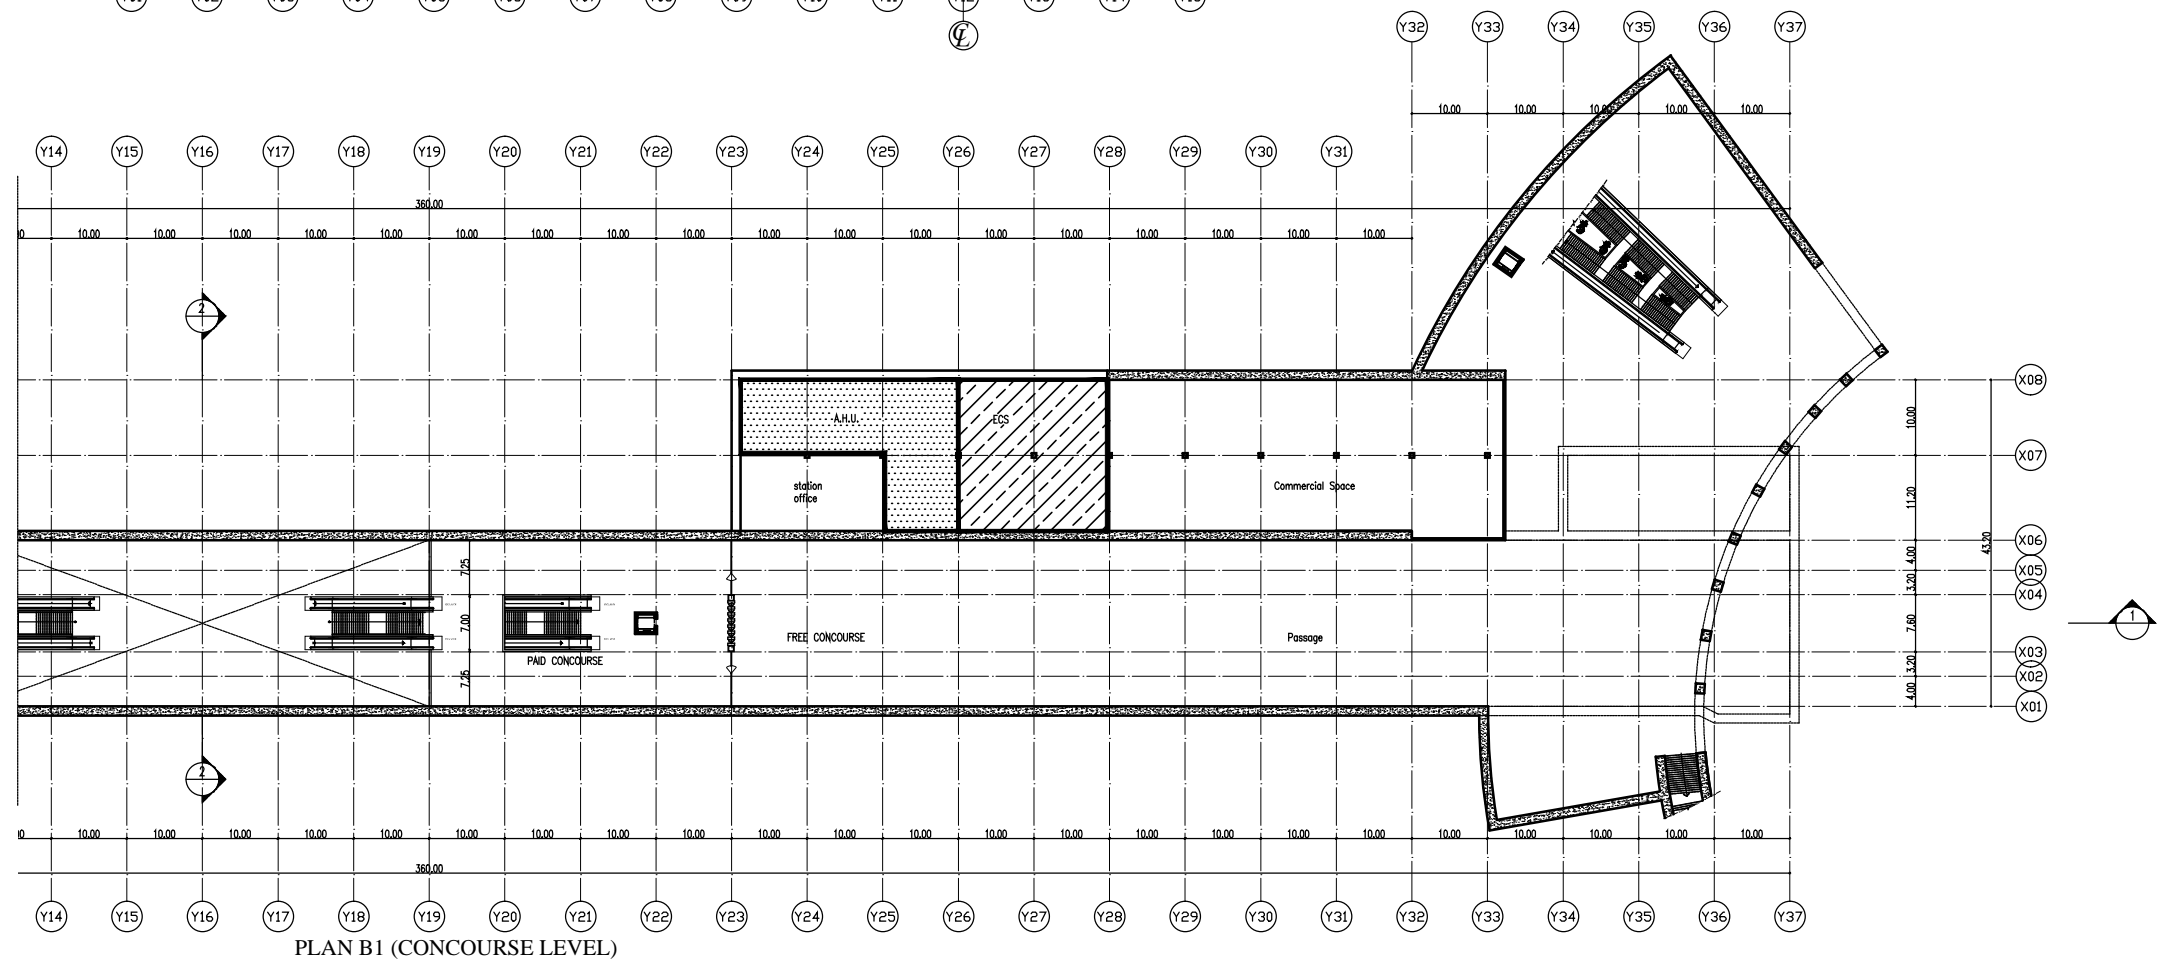 ℄
Y32 Y33 Y34 Y35 Y36 Y37
10.00 10.00 10.00 10.00 10.00
Y14 Y15 Y16 Y17 Y18 Y19 Y20 Y21 Y22 Y23 Y24 Y25 Y26 Y27 Y28 Y29 Y30 Y31
360.00
10.00 10.00 10.00 10.00 10.00 10.00 10.00 10.00 10.00 10.00 10.00 10.00 10.00 10.00 10.00 10.00 10.00 10.00
2
X08
A.H.U. ECS
10.00
X07
station
office
Commercial Space
11.20
43.20
X06
7.25
4.00
X05
3.20
X04
7.00
7.60
1
FREE CONCOURSE
Passage
PAID CONCOURSE
X03
7.25
3.20
X02
4.00
X01
2
10.00 10.00 10.00 10.00 10.00 10.00 10.00 10.00 10.00 10.00 10.00 10.00 10.00 10.00 10.00 10.00 10.00 10.00 10.00 10.00 10.00 10.00 10.00
360.00
Y14 Y15 Y16 Y17 Y18 Y19 Y20 Y21 Y22 Y23 Y24 Y25 Y26 Y27 Y28 Y29 Y30 Y31 Y32 Y33 Y34 Y35 Y36 Y37
PLAN B1 (CONCOURSE LEVEL)